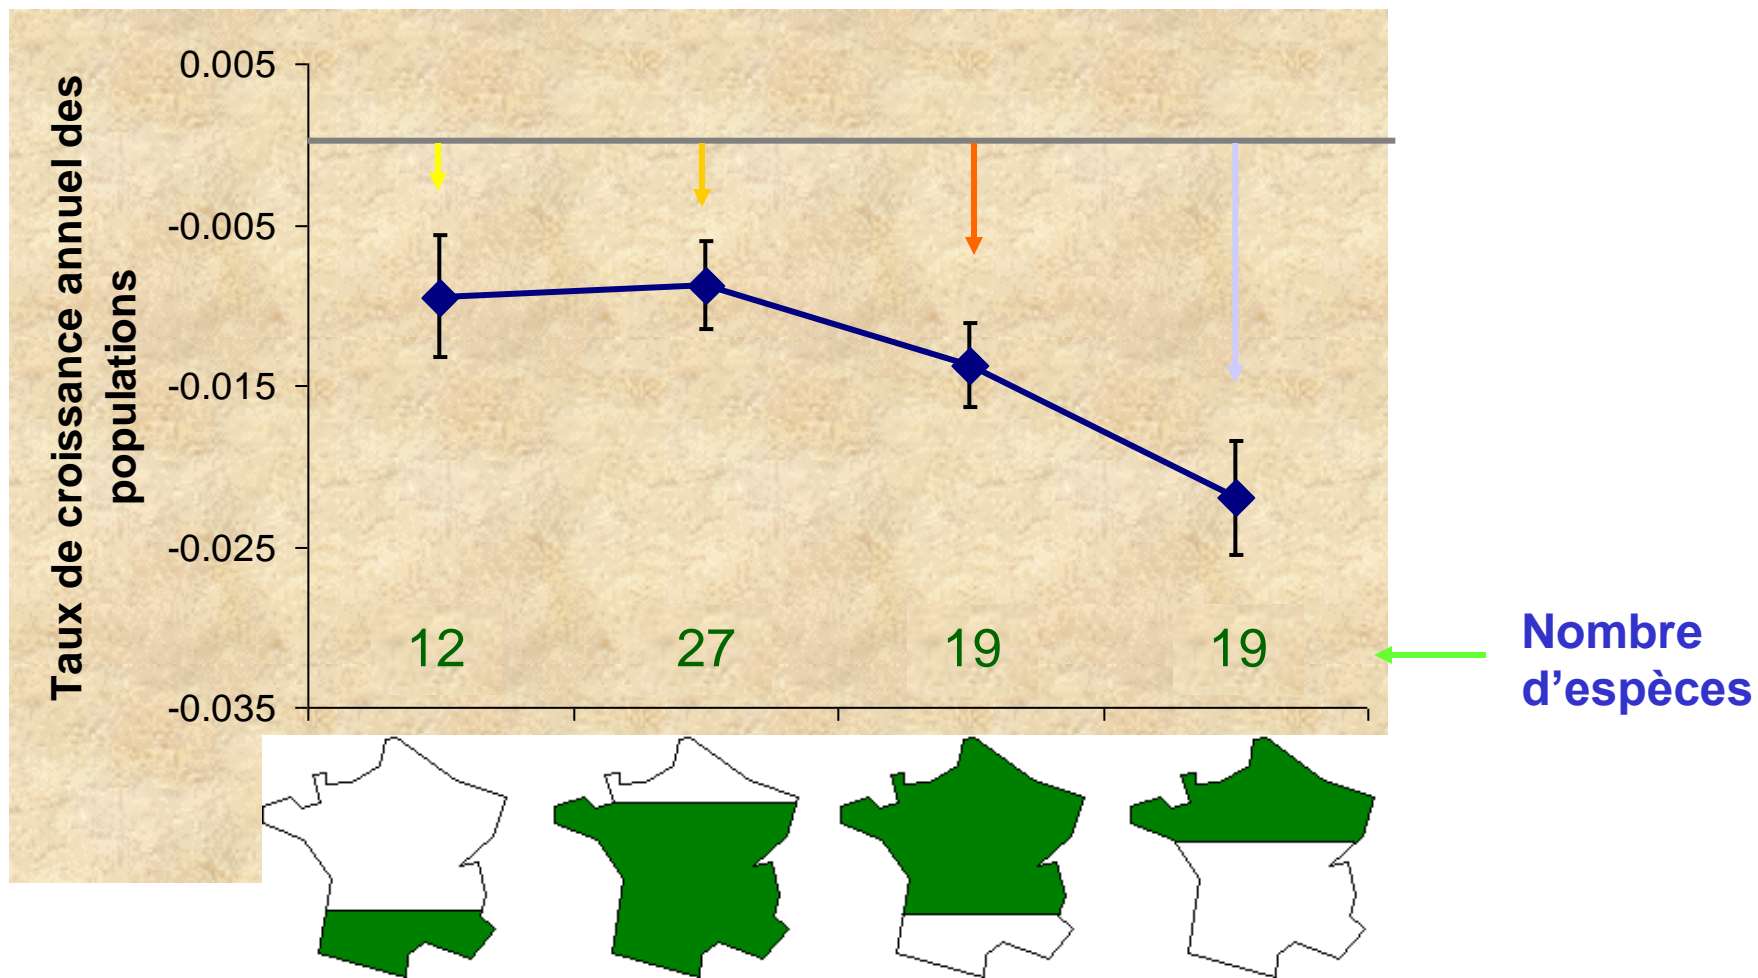 Taux de croissance annuel des
populations
0.005
-0.005
-0.015
-0.025
-0.035
12 27 19 19
Nombre
d’espèces